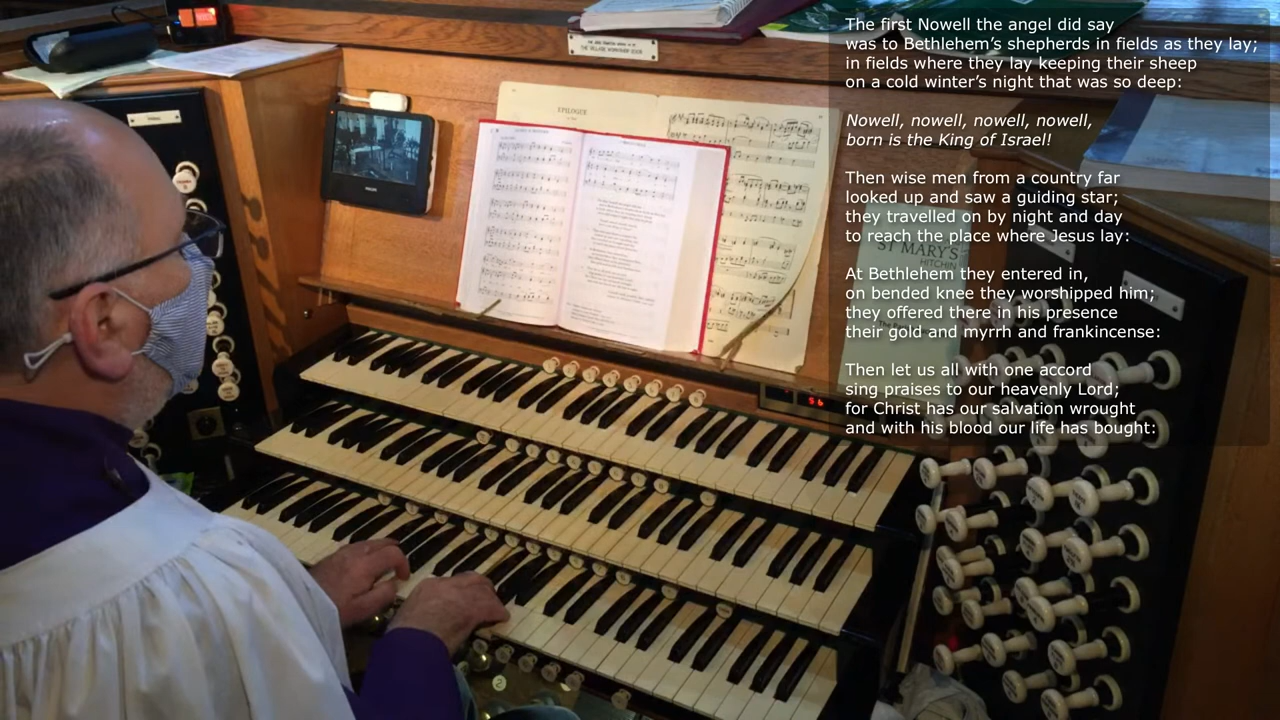 The first Nowell the angel did say
was to Bethlehem’s shepherds in fields as they lay;
in fields where they lay keeping their sheep
on a cold winter’s night that was so deep:
Nowell, nowell, nowell, nowell,
born is the King of Israel!
Then wise men from a country far
looked up and saw a guiding star;
they travelled on by night and day
to reach the place where Jesus lay:
At Bethlehem they entered in,
on bended knee they worshipped him;
they offered there in his presence
their gold and myrrh and frankincense:
Then let us all with one accord
sing praises to our heavenly Lord;
for Christ has our salvation wrought
and with his blood our life has bought:
EPILOGUE
PHILIPS
ST MARY'S
HITCHIN
56